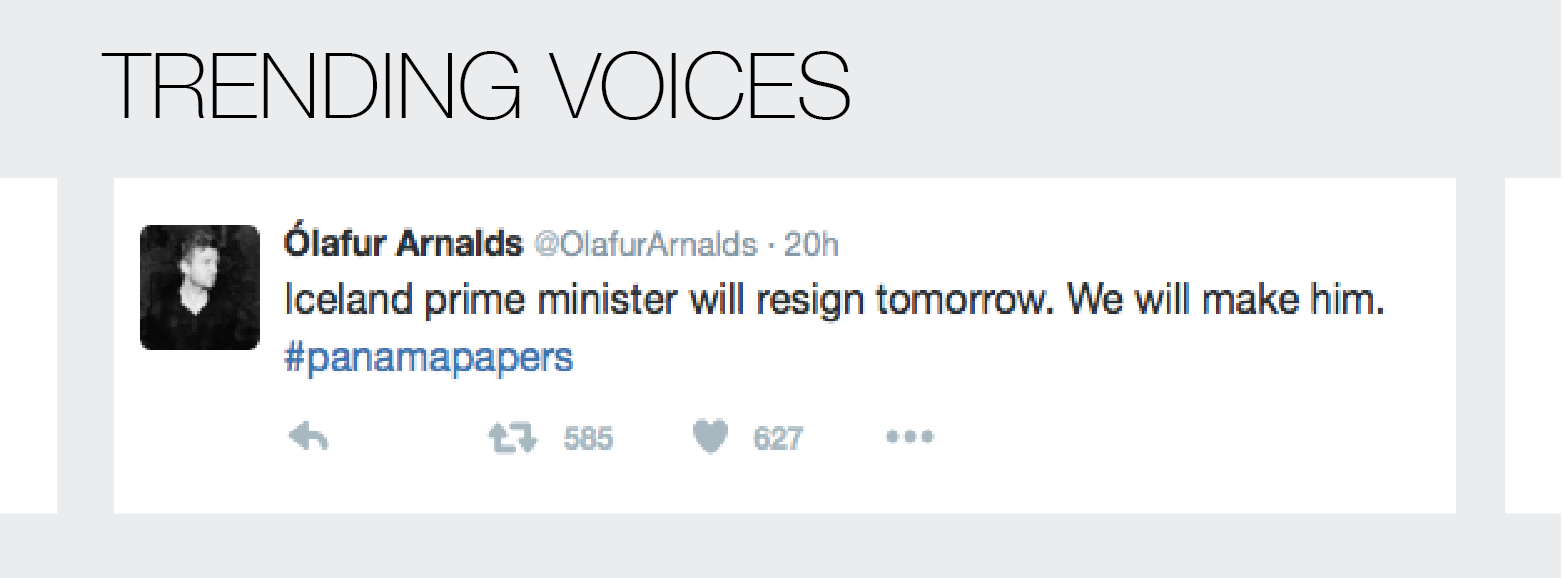 TRENDING VOICES
Ólafur Arnalds @OlafurArnalds · 20h
Iceland prime minister will resign tomorrow. We will make him.
#panamapapers
585 627